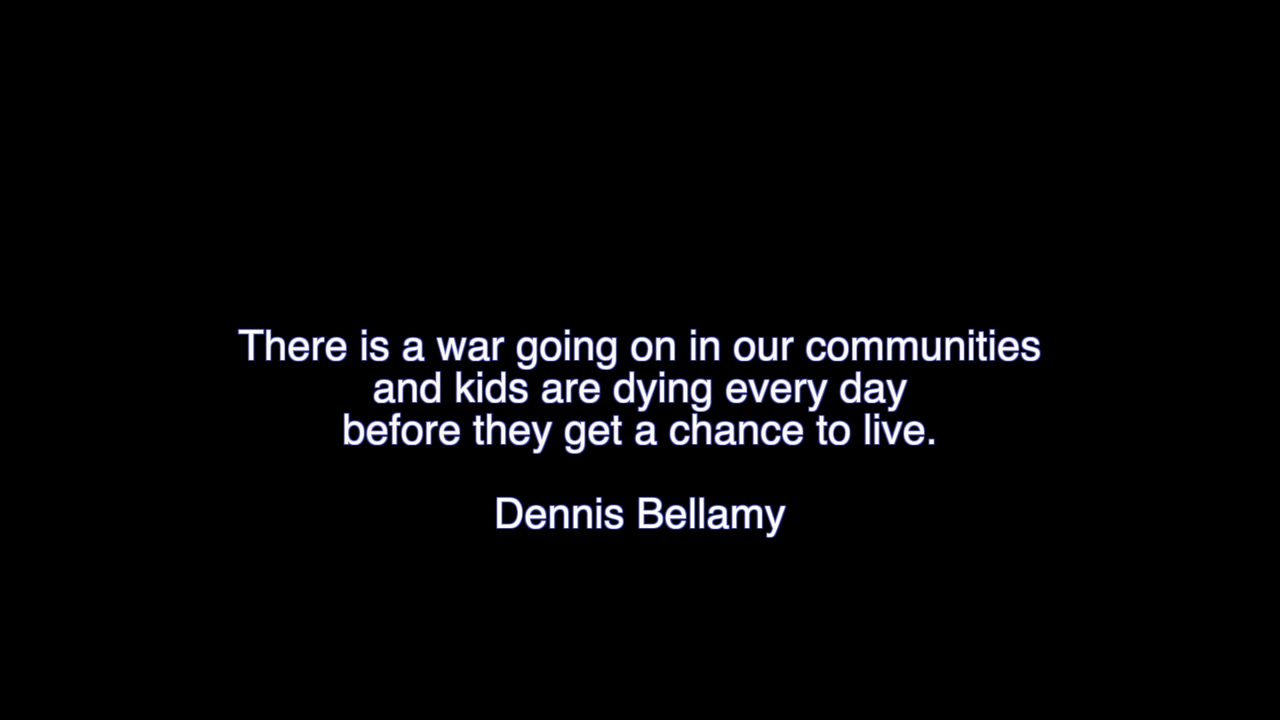 There is a war going on in our communities
and kids are dying every day
before they get a chance to live.
Dennis Bellamy